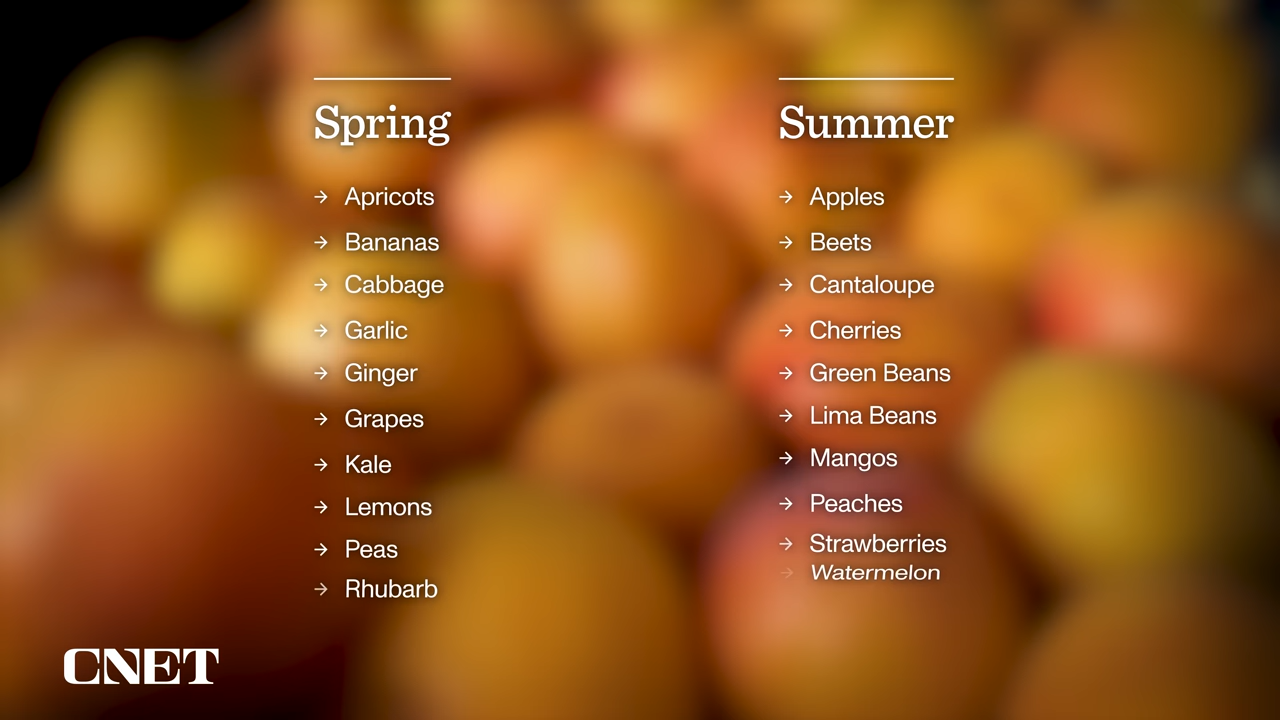 Spring
→ Apricots
→ Bananas
→ Cabbage
→ Garlic
→ Ginger
→ Grapes
→ Kale
→ Lemons
→ Peas
→ Rhubarb
Summer
→ Apples
→ Beets
→ Cantaloupe
→ Cherries
→ Green Beans
→ Lima Beans
→ Mangos
→ Peaches
→ Strawberries
→ Watermelon
CNET